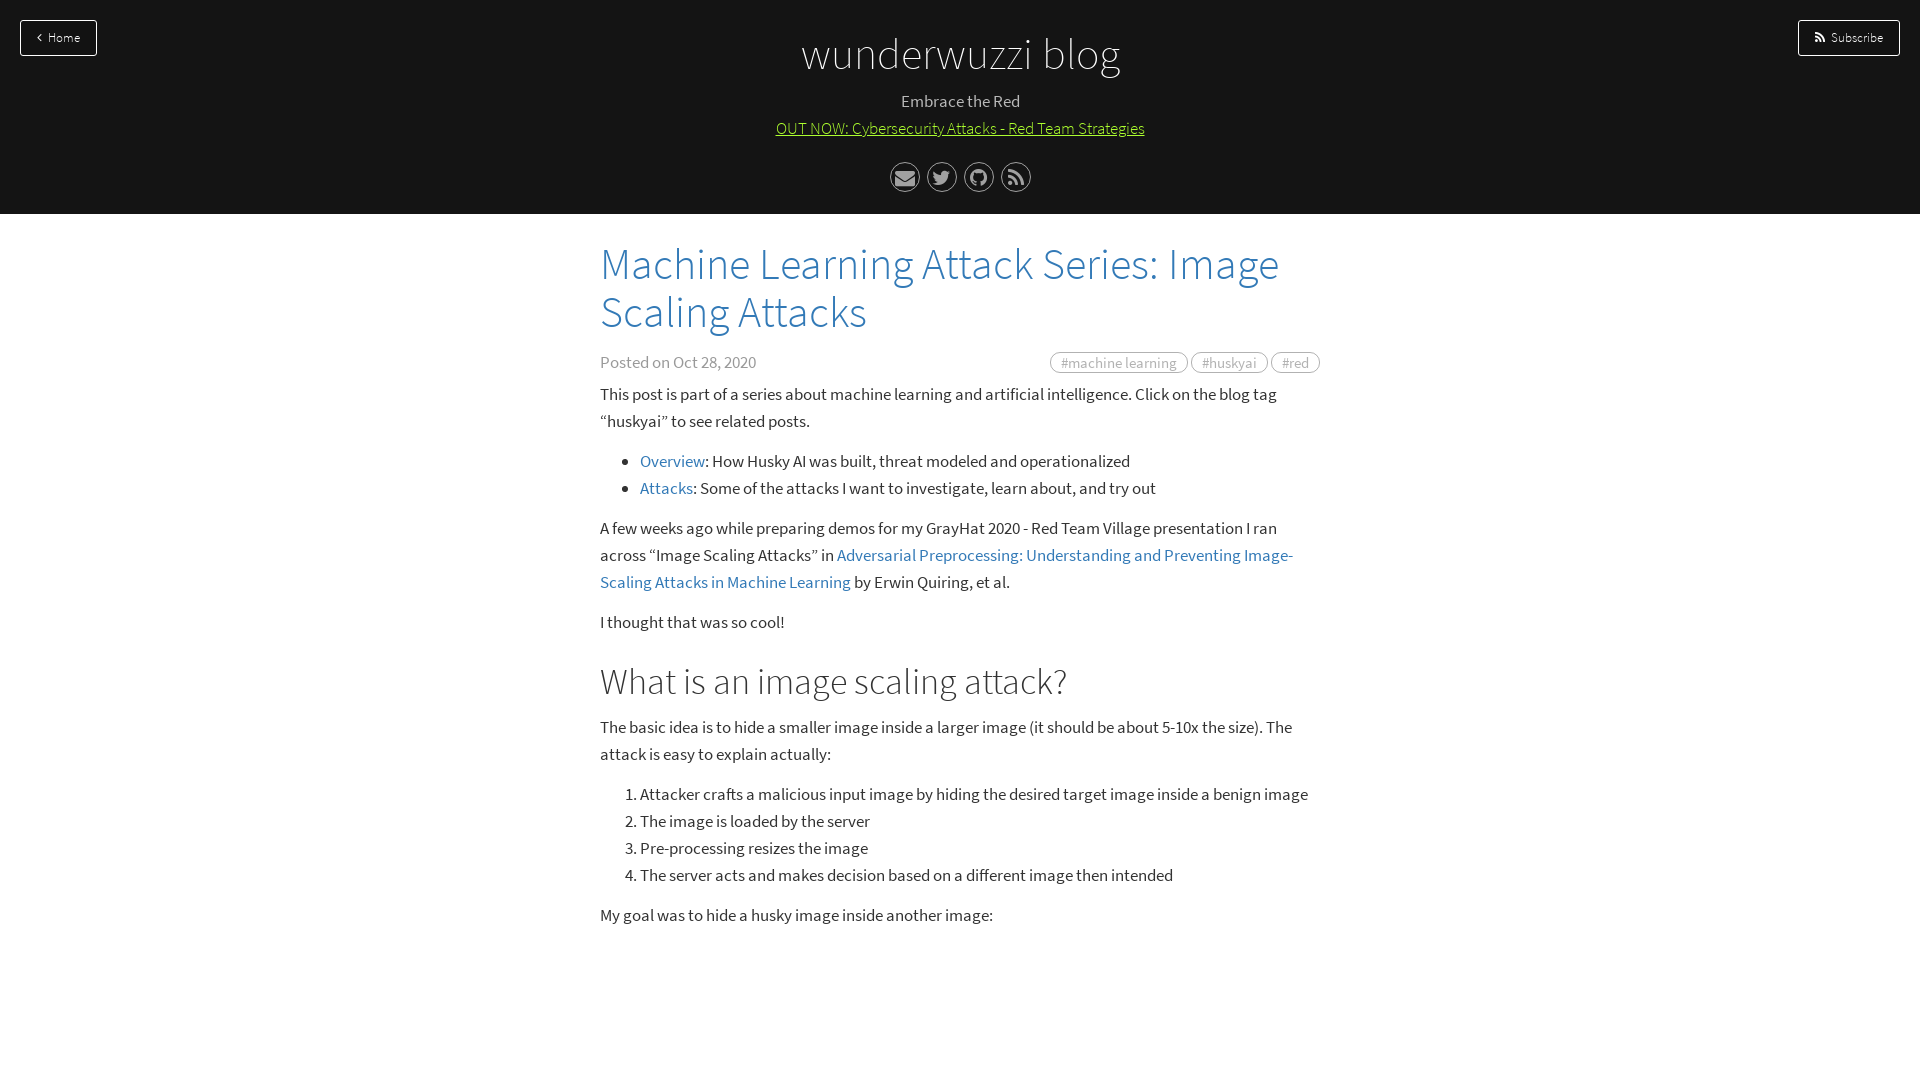 Home
Subscribe
wunderwuzzi blog
Embrace the Red
OUT NOW: Cybersecurity Attacks - Red Team Strategies
Machine Learning Attack Series: Image
Scaling Attacks
Posted on Oct 28, 2020
#machine learning #huskyai #red
This post is part of a series about machine learning and artificial intelligence. Click on the blog tag
“huskyai” to see related posts.
• Overview: How Husky AI was built, threat modeled and operationalized
• Attacks: Some of the attacks I want to investigate, learn about, and try out
A few weeks ago while preparing demos for my GrayHat 2020 - Red Team Village presentation I ran
across “Image Scaling Attacks” in Adversarial Preprocessing: Understanding and Preventing Image-
Scaling Attacks in Machine Learning by Erwin Quiring, et al.
I thought that was so cool!
What is an image scaling attack?
The basic idea is to hide a smaller image inside a larger image (it should be about 5-10x the size). The
attack is easy to explain actually:
1. Attacker crafts a malicious input image by hiding the desired target image inside a benign image
2. The image is loaded by the server
3. Pre-processing resizes the image
4. The server acts and makes decision based on a different image then intended
My goal was to hide a husky image inside another image: